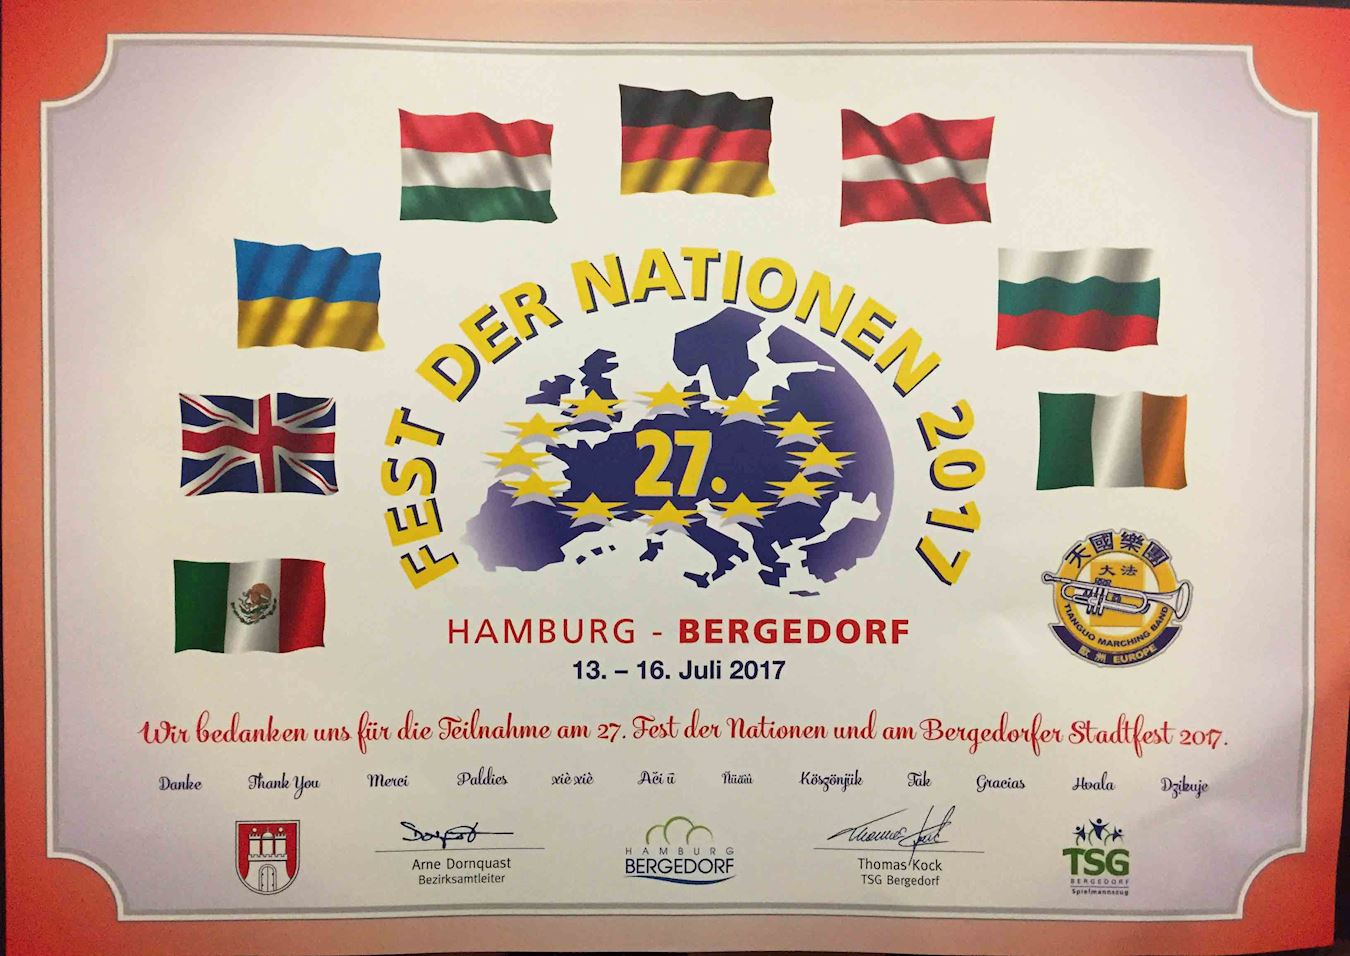 FEST DER NATIONEN 2017
27.
天國樂團
大法
TIANGUO MARCHING BAND
歐洲 EUROPE
HAMBURG - BERGEDORF
13. – 16. Juli 2017
Wir bedanken uns für die Teilnahme am 27. Fest der Nationen und am Bergedorfer Stadtfest 2017.
Danke Thank You Merci Paldies xiè xiè Ačiū Köszönjük Tak Gracias Hvala Dzikuje
Arne Dornquast
Bezirksamtleiter
HAMBURG
BERGEDORF
Thomas Kock
TSG Bergedorf
TSG
BERGEDORF
Spielmannszug